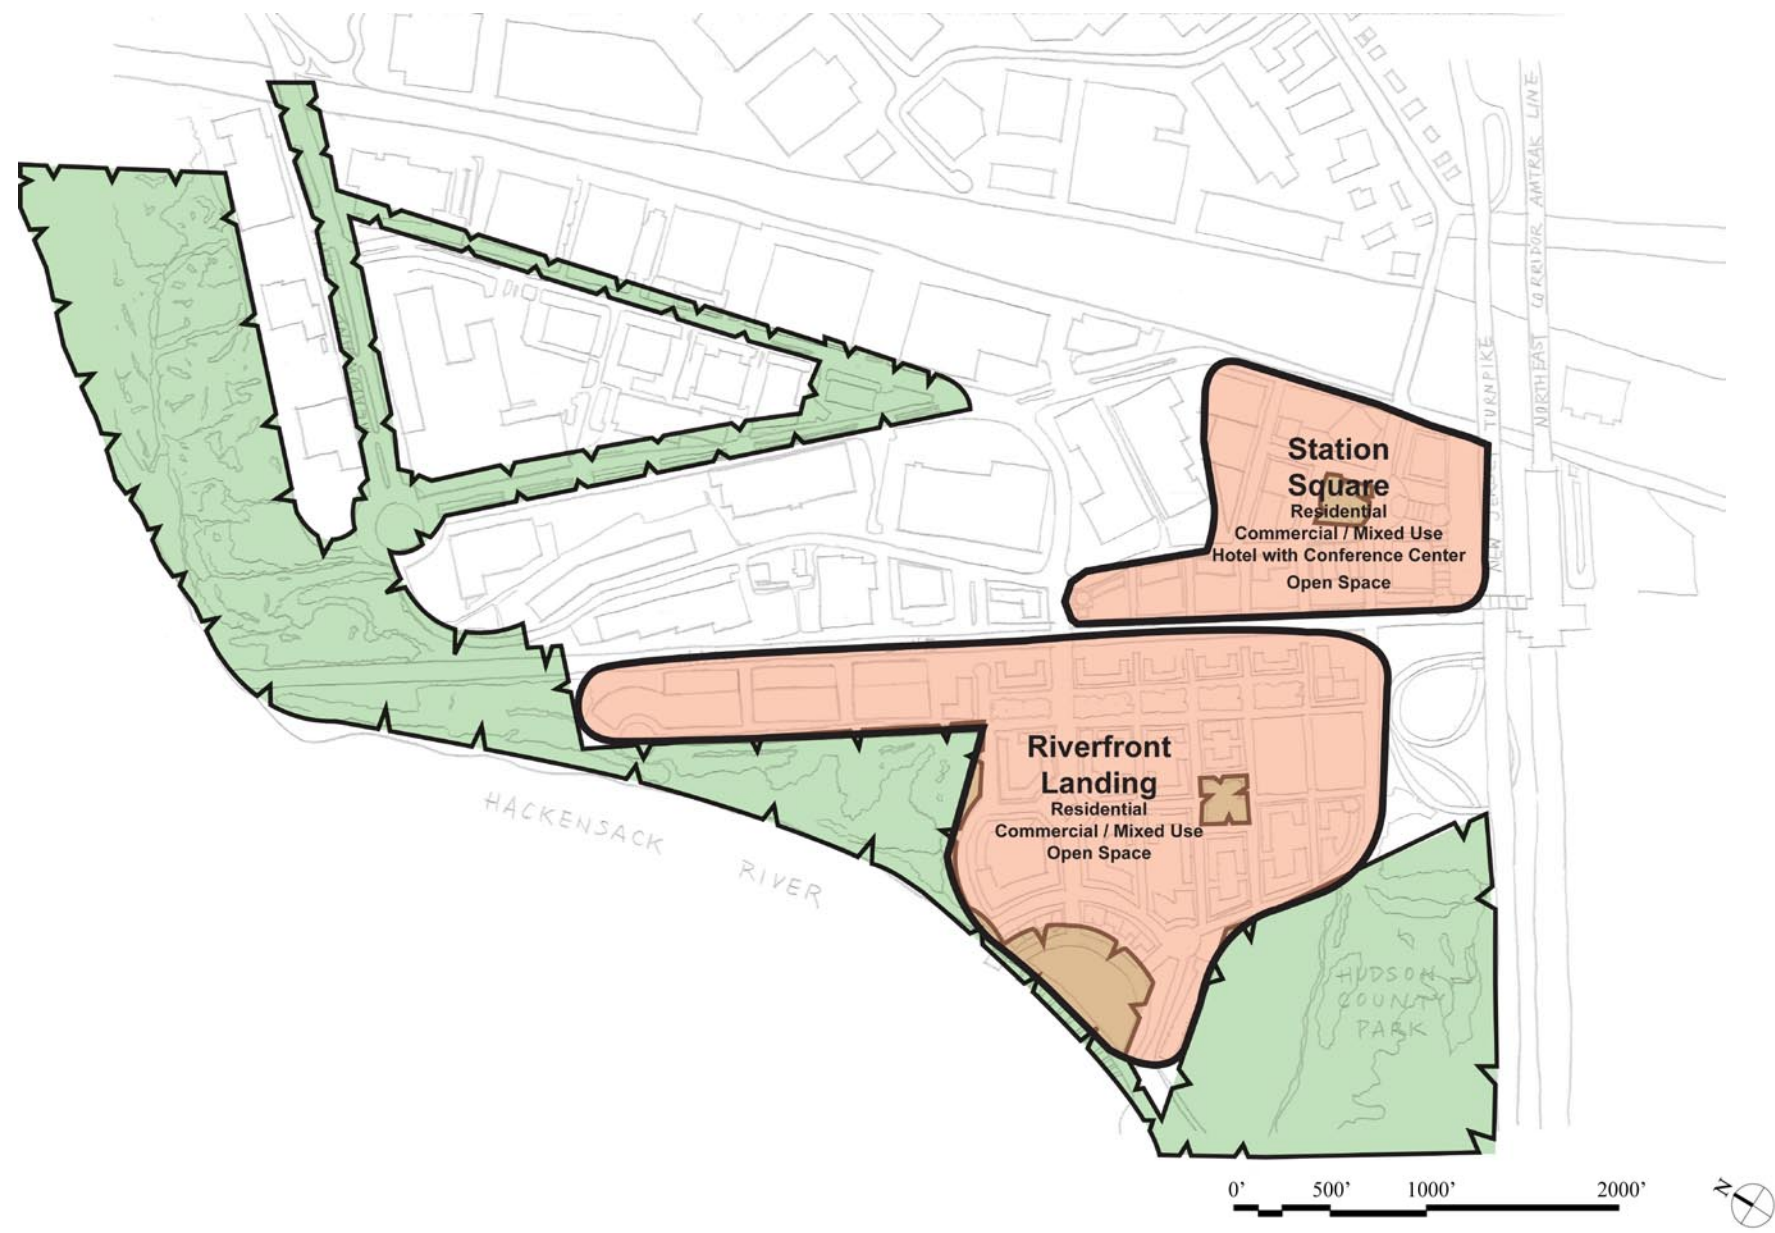 NORTHEAST CORRIDOR AMTRAK LINE
NEW JERSEY TURNPIKE
Station
Square
Residential
Commercial / Mixed Use
Hotel with Conference Center
Open Space
Riverfront
Landing
Residential
Commercial / Mixed Use
Open Space
HACKENSACK RIVER
HUDSON
COUNTY
PARK
0' 500' 1000' 2000'
N